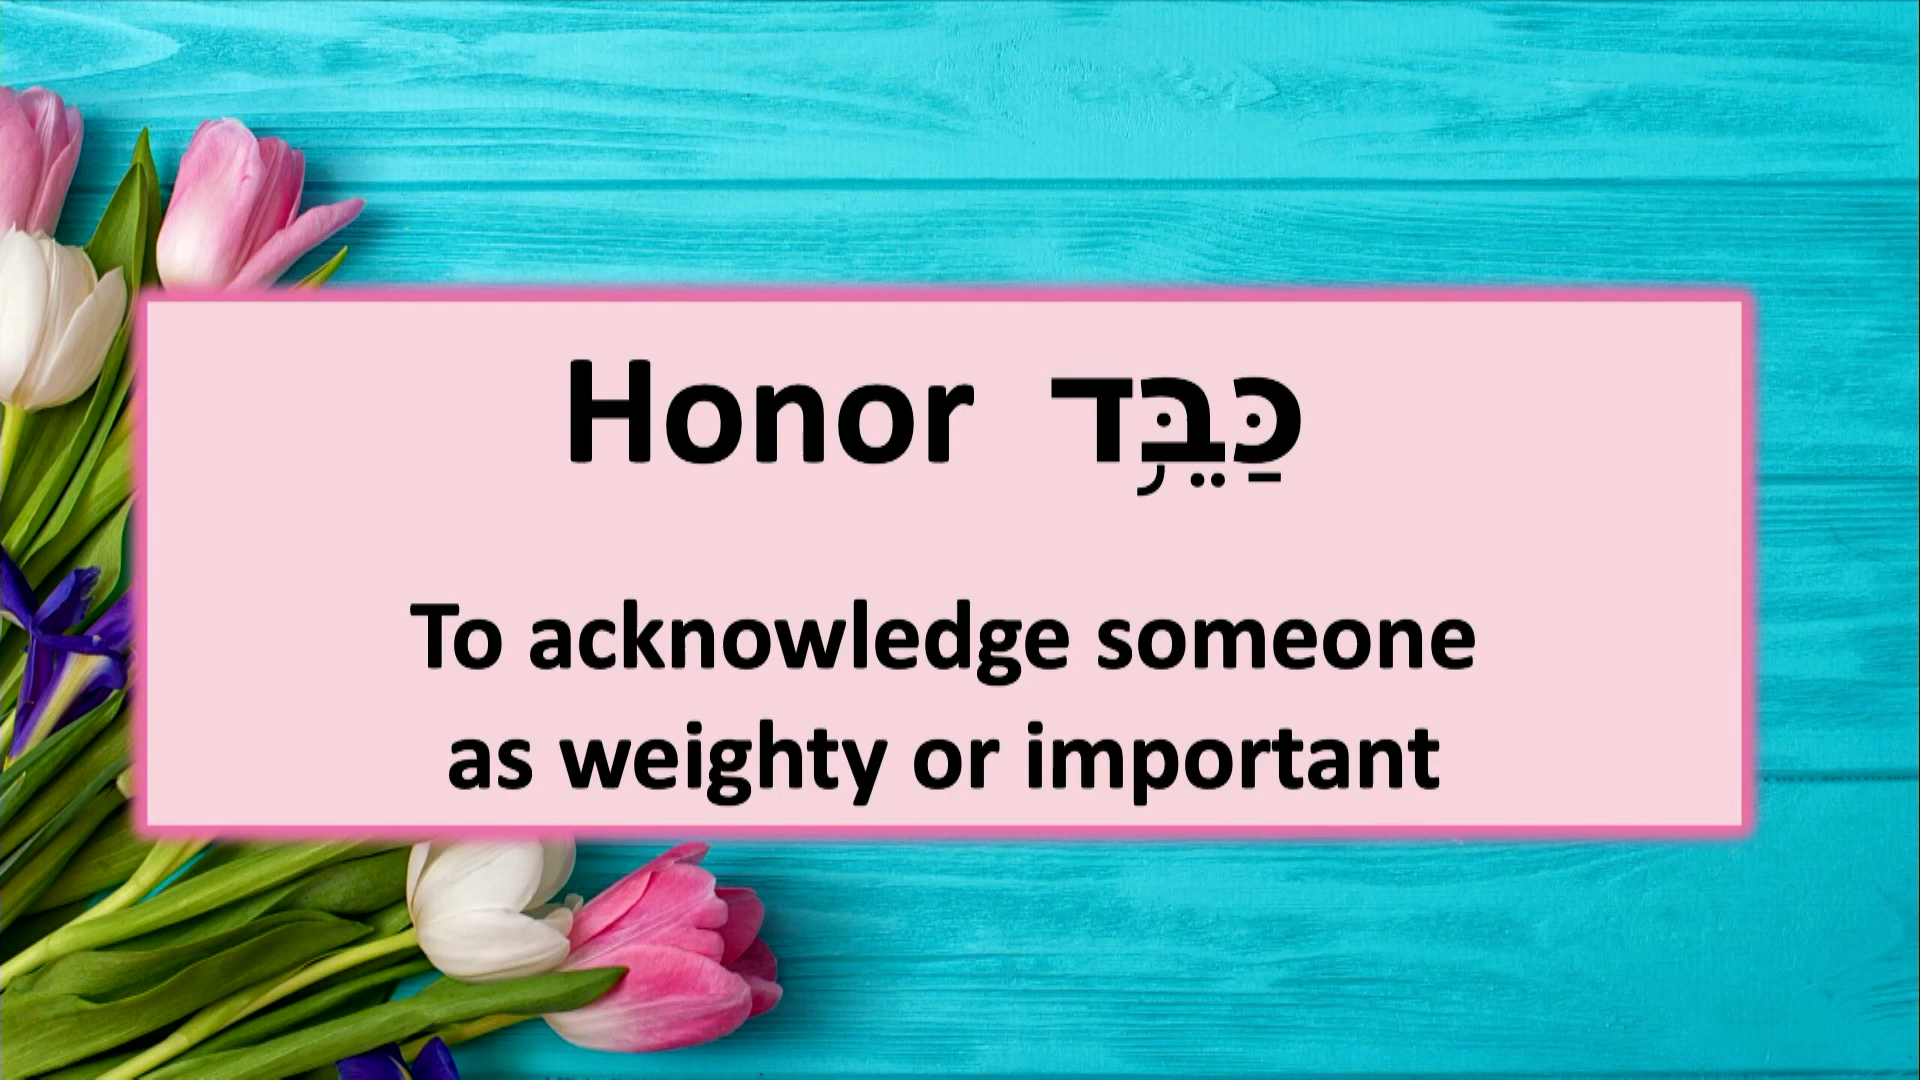 Honor כַּבֵּ֥ד
To acknowledge someone
as weighty or important